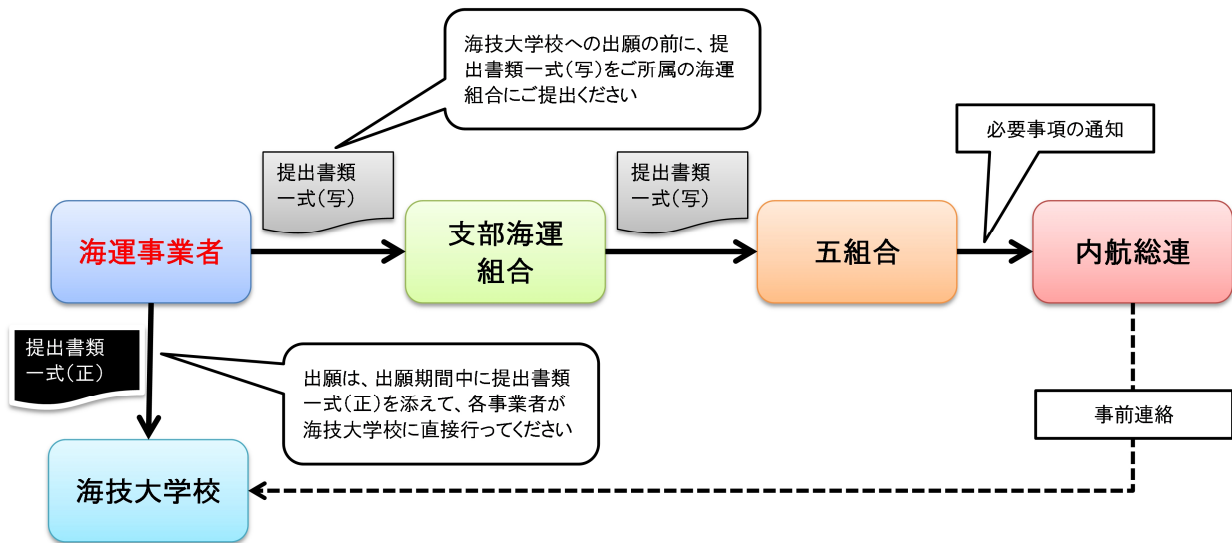 海技大学校への出願の前に、提
出書類一式(写)をご所属の海運
組合にご提出ください
必要事項の通知
提出書類
一式(写)
提出書類
一式(写)
海運事業者
支部海運
組合
五組合
内航総連
提出書類
一式(正)
出願は、出願期間中に提出書類
一式(正)を添えて、各事業者が
海技大学校に直接行ってください
事前連絡
海技大学校